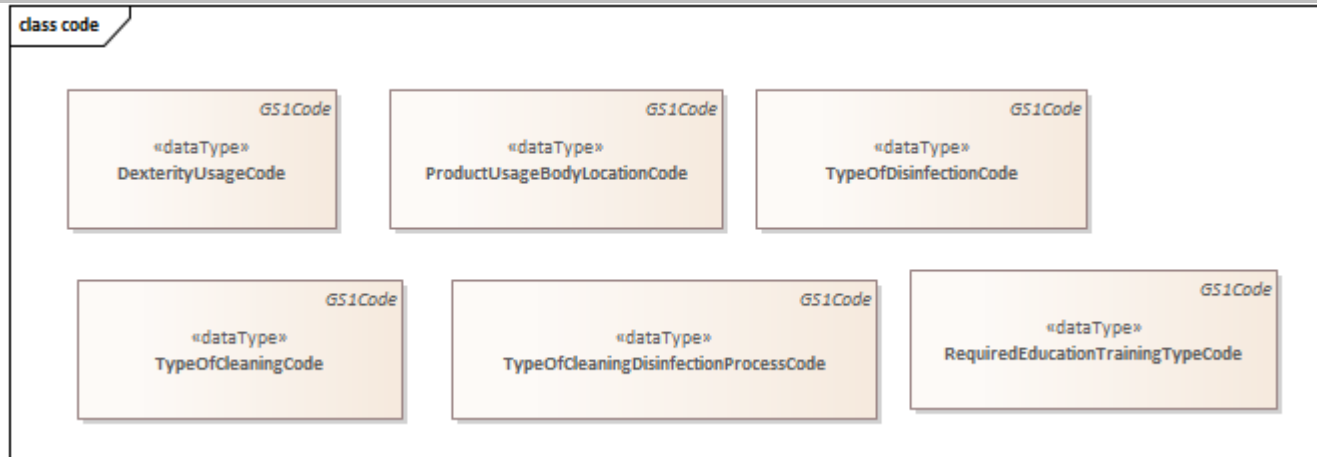 class code
GS1Code
«dataType»
DexterityUsageCode
GS1Code
«dataType»
ProductUsageBodyLocationCode
GS1Code
«dataType»
TypeOfDisinfectionCode
GS1Code
«dataType»
TypeOfCleaningCode
GS1Code
«dataType»
TypeOfCleaningDisinfectionProcessCode
GS1Code
«dataType»
RequiredEducationTrainingTypeCode